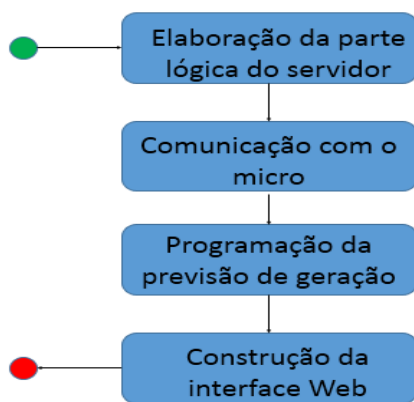 Elaboração da parte
lógica do servidor
Comunicação com o
micro
Programação da
previsão de geração
Construção da
interface Web